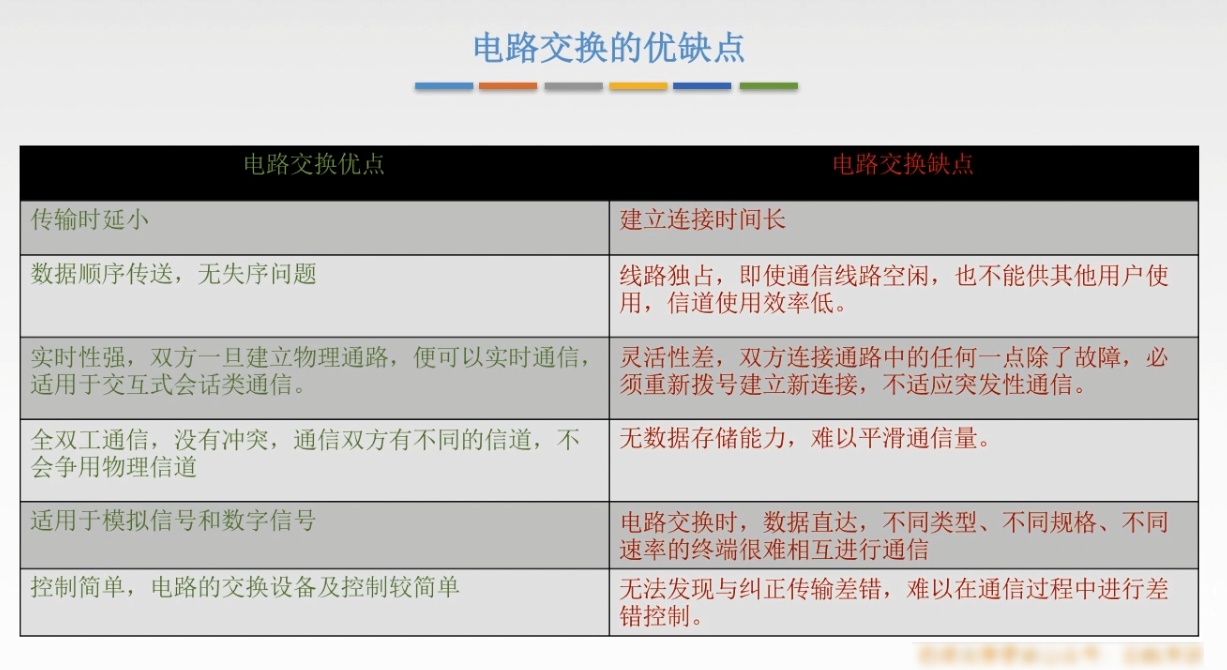 电路交换的优缺点
电路交换优点
电路交换缺点
传输时延小
建立连接时间长
数据顺序传送，无失序问题
线路独占，即使通信线路空闲，也不能供其他用户使
用，信道使用效率低。
实时性强，双方一旦建立物理通路，便可以实时通信，
适用于交互式会话类通信。
灵活性差，双方连接通路中的任何一点除了故障，必
须重新拨号建立新连接，不适应突发性通信。
全双工通信，没有冲突，通信双方有不同的信道，不
会争用物理信道
无数据存储能力，难以平滑通信量。
适用于模拟信号和数字信号
电路交换时，数据直达，不同类型、不同规格、不同
速率的终端很难相互进行通信
控制简单，电路的交换设备及控制较简单
无法发现与纠正传输差错，难以在通信过程中进行差
错控制。